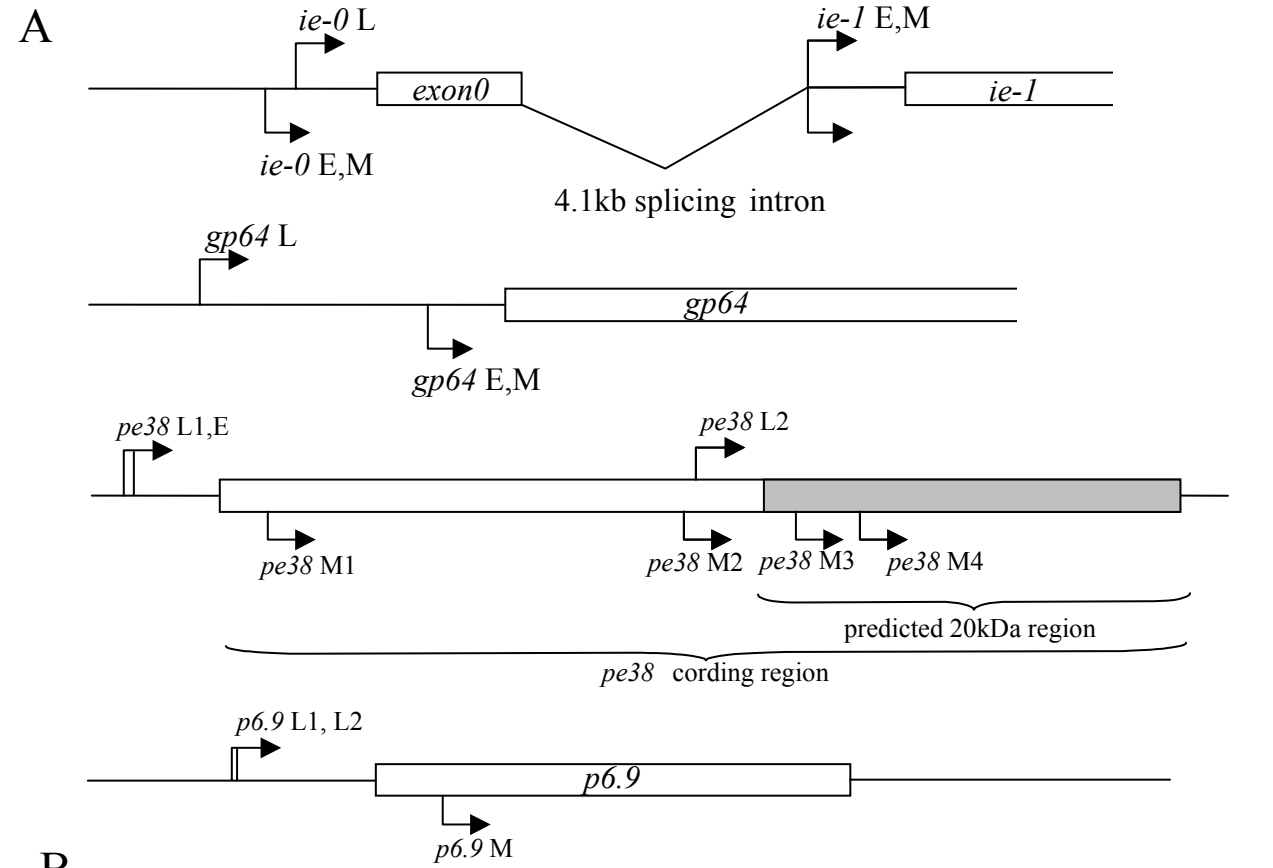 A
ie-0 L
ie-1 E,M
exon0
ie-1
ie-0 E,M
4.1kb splicing intron
gp64 L
gp64
gp64 E,M
pe38 L1,E
pe38 L2
pe38 M1
pe38 M2
pe38 M3
pe38 M4
predicted 20kDa region
pe38 cording region
p6.9 L1, L2
p6.9
p6.9 M
B